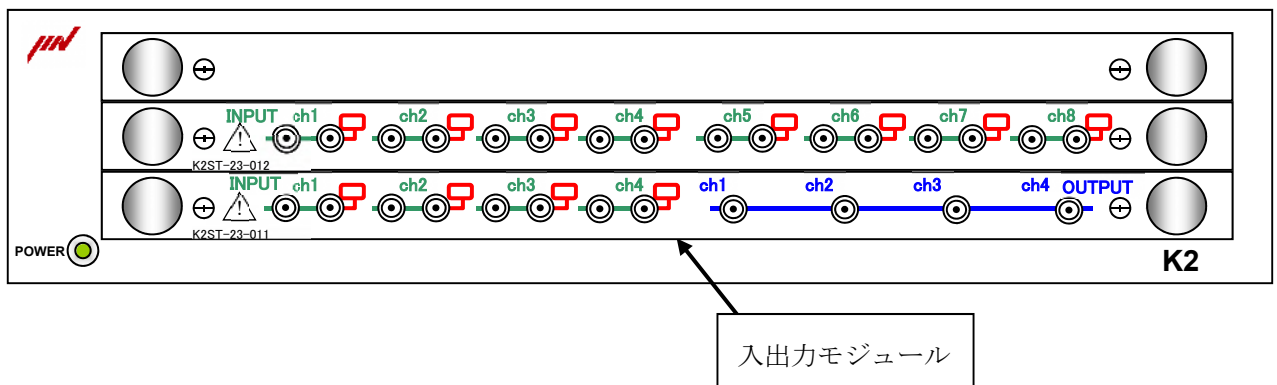 INPUT ch1 ch2 ch3 ch4 ch5 ch6 ch7 ch8
K2ST-23-012
INPUT ch1 ch2 ch3 ch4 ch1 ch2 ch3 ch4 OUTPUT
K2ST-23-011
POWER
K2
入出力モジュール